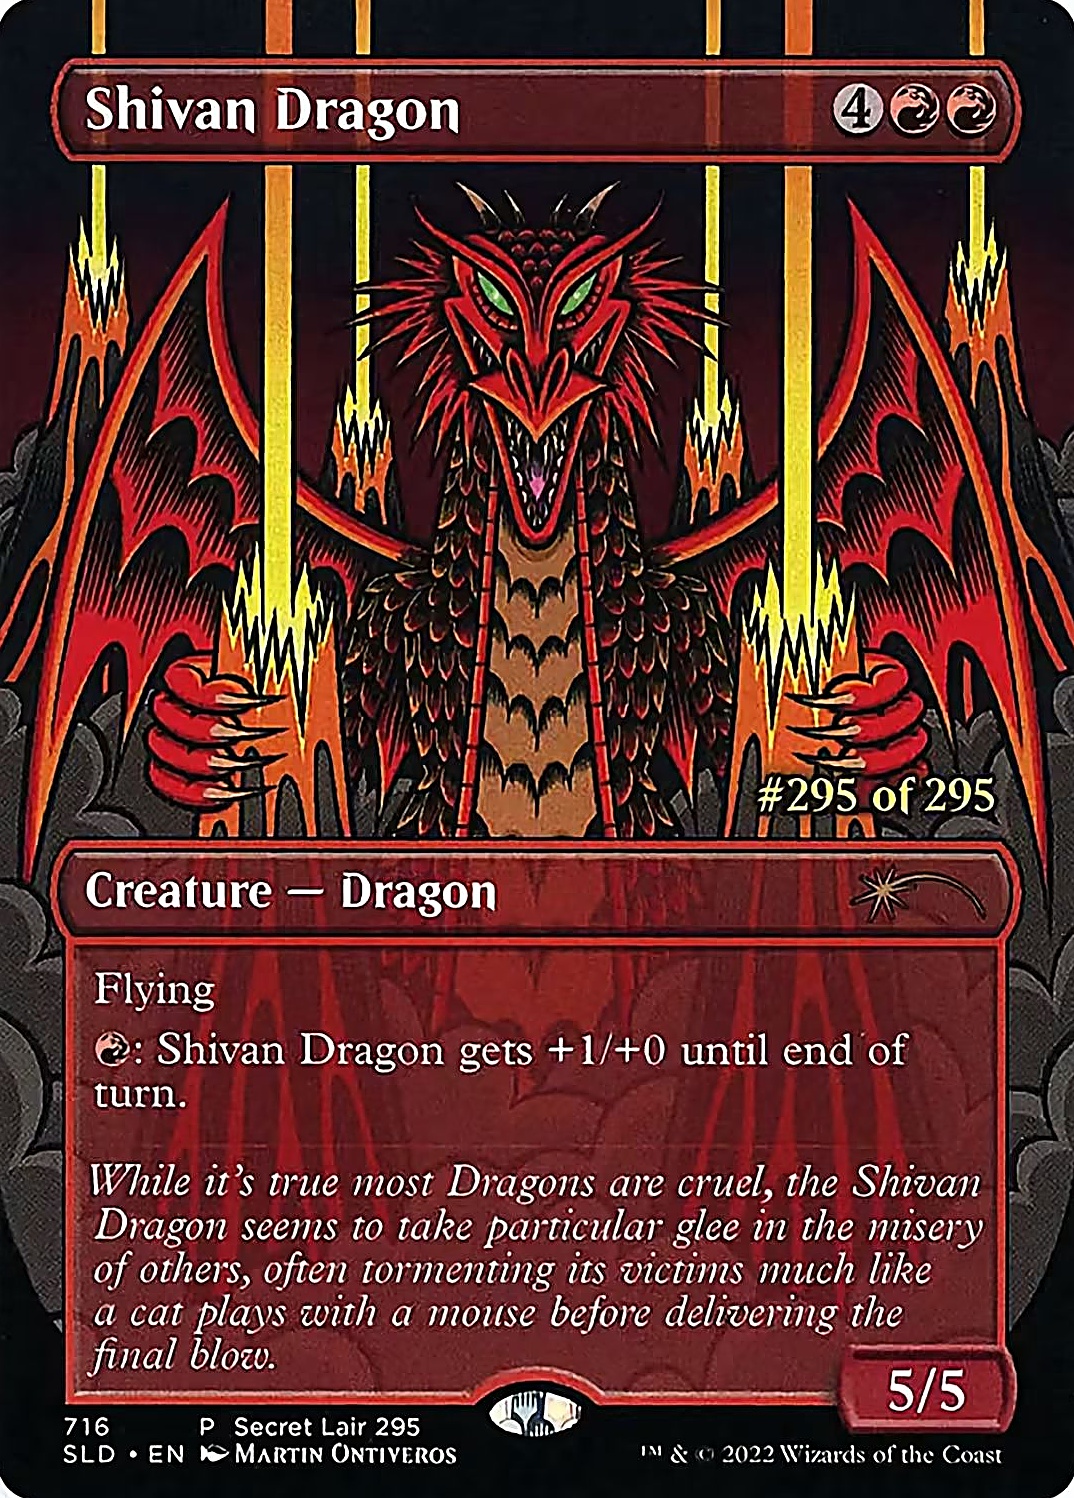 Shivan Dragon 4
#295 of 295
Creature — Dragon
Flying
: Shivan Dragon gets +1/+0 until end of
turn.
While it's true most Dragons are cruel, the Shivan
Dragon seems to take particular glee in the misery
of others, often tormenting its victims much like
a cat plays with a mouse before delivering the
final blow.
5/5
716 P Secret Lair 295
SLD • EN Martin Ontiveros
™ & © 2022 Wizards of the Coast